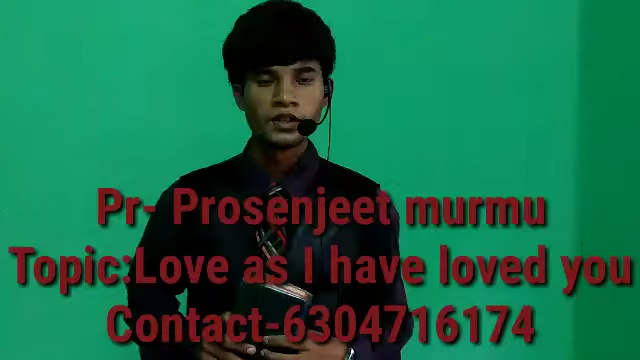 Pr- Prosenjeet murmu
Topic:Love as I have loved you
Contact-6304716174